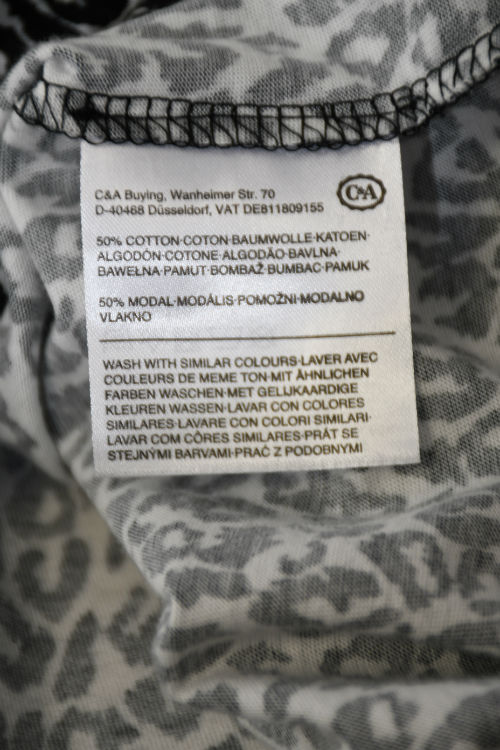 C&A Buying, Wanheimer Str. 70
D-40468 Düsseldorf, VAT DE811809155
C&A
50% COTTON·COTON·BAUMWOLLE·KATOEN·
ALGODÓN·COTONE·ALGODÃO·BAVLNA·
BAWEŁNA·PAMUT·BOMBAŽ·BUMBAC·PAMUK
50% MODAL·MODÁLIS·POMOŽNI·MODALNO
VLAKNO
WASH WITH SIMILAR COLOURS·LAVER AVEC
COULEURS DE MEME TON·MIT ÄHNLICHEN
FARBEN WASCHEN·MET GELIJKAARDIGE
KLEUREN WASSEN·LAVAR CON COLORES
SIMILARES·LAVARE CON COLORI SIMILARI·
LAVAR COM CÔRES SIMILARES·PRÁT SE
STEJNÝMI BARVAMI·PRAĆ Z PODOBNYMI